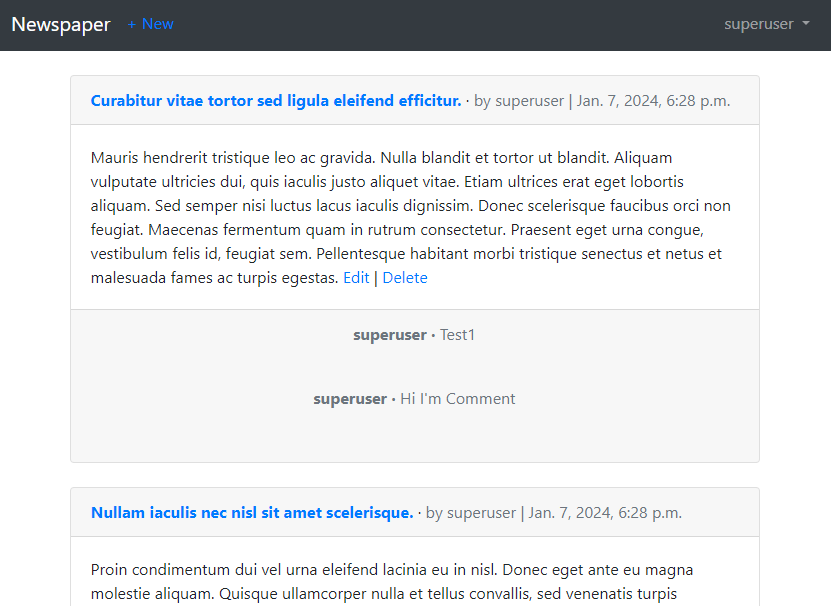 Newspaper + New superuser
Curabitur vitae tortor sed ligula eleifend efficitur. · by superuser | Jan. 7, 2024, 6:28 p.m.
Mauris hendrerit tristique leo ac gravida. Nulla blandit et tortor ut blandit. Aliquam
vulputate ultricies dui, quis iaculis justo aliquet vitae. Etiam ultrices erat eget lobortis
aliquam. Sed semper nisi luctus lacus iaculis dignissim. Donec scelerisque faucibus orci non
feugiat. Maecenas fermentum quam in rutrum consectetur. Praesent eget urna congue,
vestibulum felis id, feugiat sem. Pellentesque habitant morbi tristique senectus et netus et
malesuada fames ac turpis egestas. Edit | Delete
superuser · Test1
superuser · Hi I'm Comment
Nullam iaculis nec nisl sit amet scelerisque. · by superuser | Jan. 7, 2024, 6:28 p.m.
Proin condimentum dui vel urna eleifend lacinia eu in nisl. Donec eget ante eu magna
molestie aliquam. Quisque ullamcorper nulla et tellus convallis, sed venenatis turpis